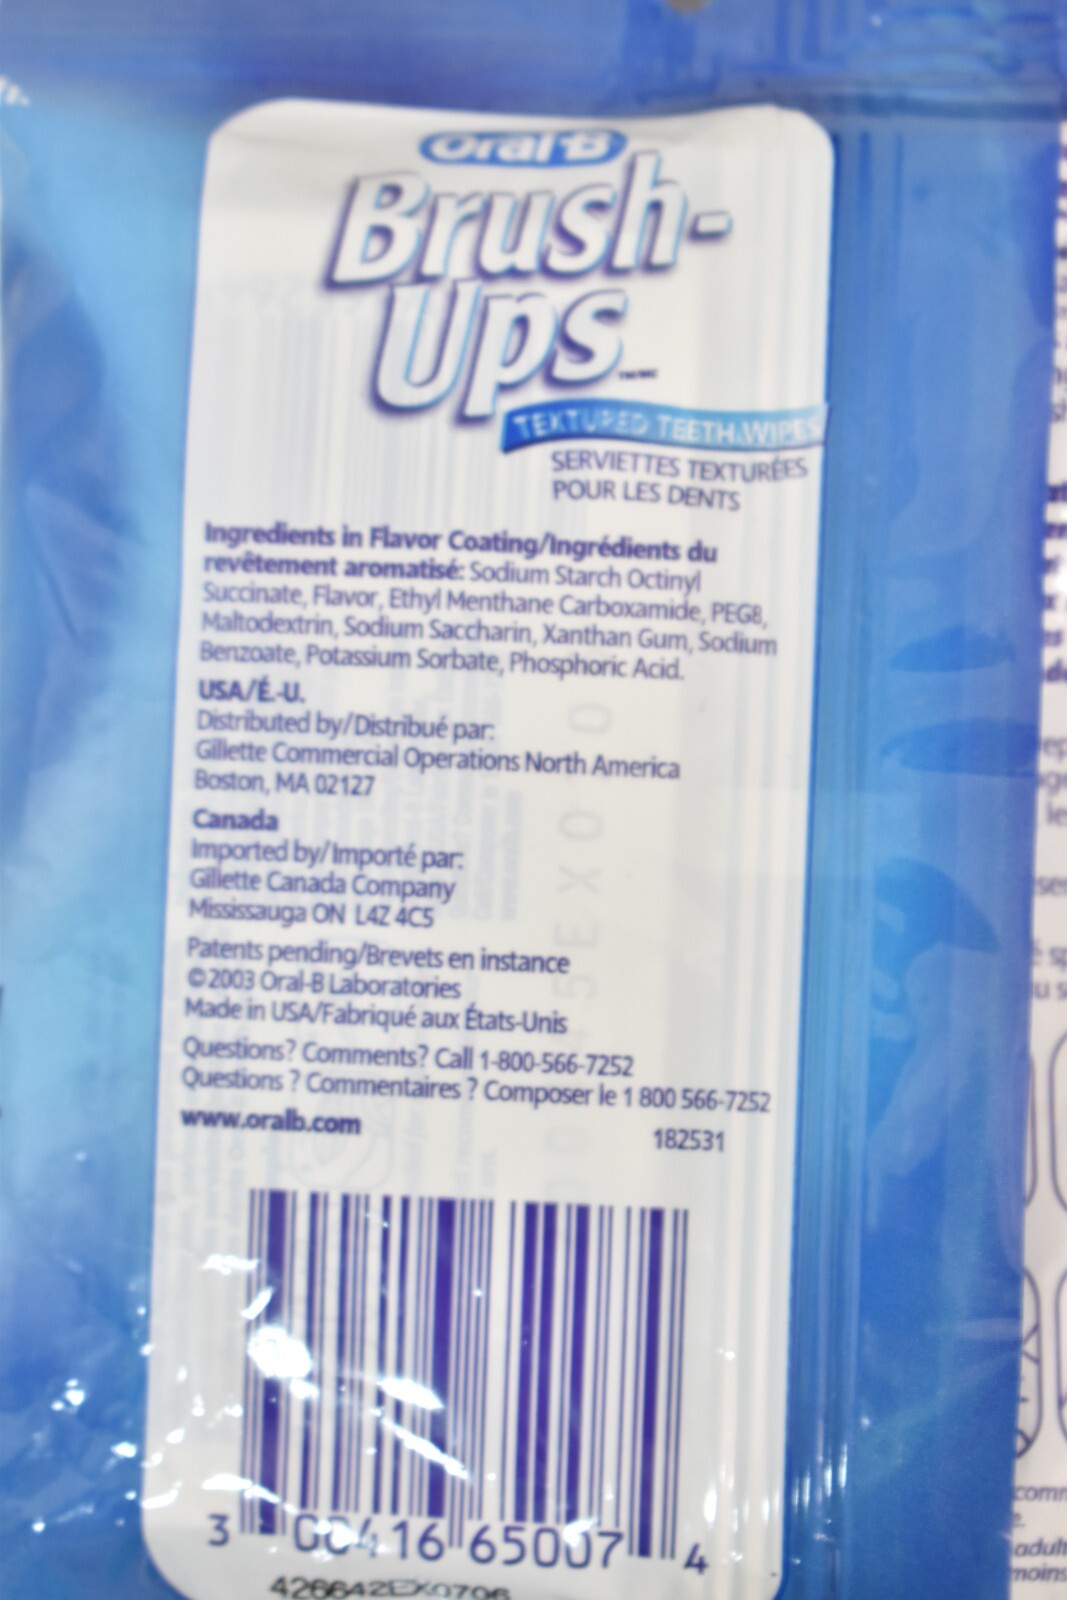 Oral-B
Brush-
Ups
TEXTURED TEETH WIPES
SERVIETTES TEXTURÉES
POUR LES DENTS
Ingredients in Flavor Coating/Ingrédients du
revêtement aromatisé: Sodium Starch Octinyl
Succinate, Flavor, Ethyl Menthane Carboxamide, PEG8,
Maltodextrin, Sodium Saccharin, Xanthan Gum, Sodium
Benzoate, Potassium Sorbate, Phosphoric Acid.
USA/É.-U.
Distributed by/Distribué par:
Gillette Commercial Operations North America
Boston, MA 02127
Canada
Imported by/Importé par:
Gillette Canada Company
Mississauga ON L4Z 4C5
Patents pending/Brevets en instance
©2003 Oral-B Laboratories
Made in USA/Fabriqué aux États-Unis
Questions? Comments? Call 1-800-566-7252
Questions ? Commentaires ? Composer le 1 800 566-7252
www.oralb.com
182531
3 00416 65007 4
426642EX0706